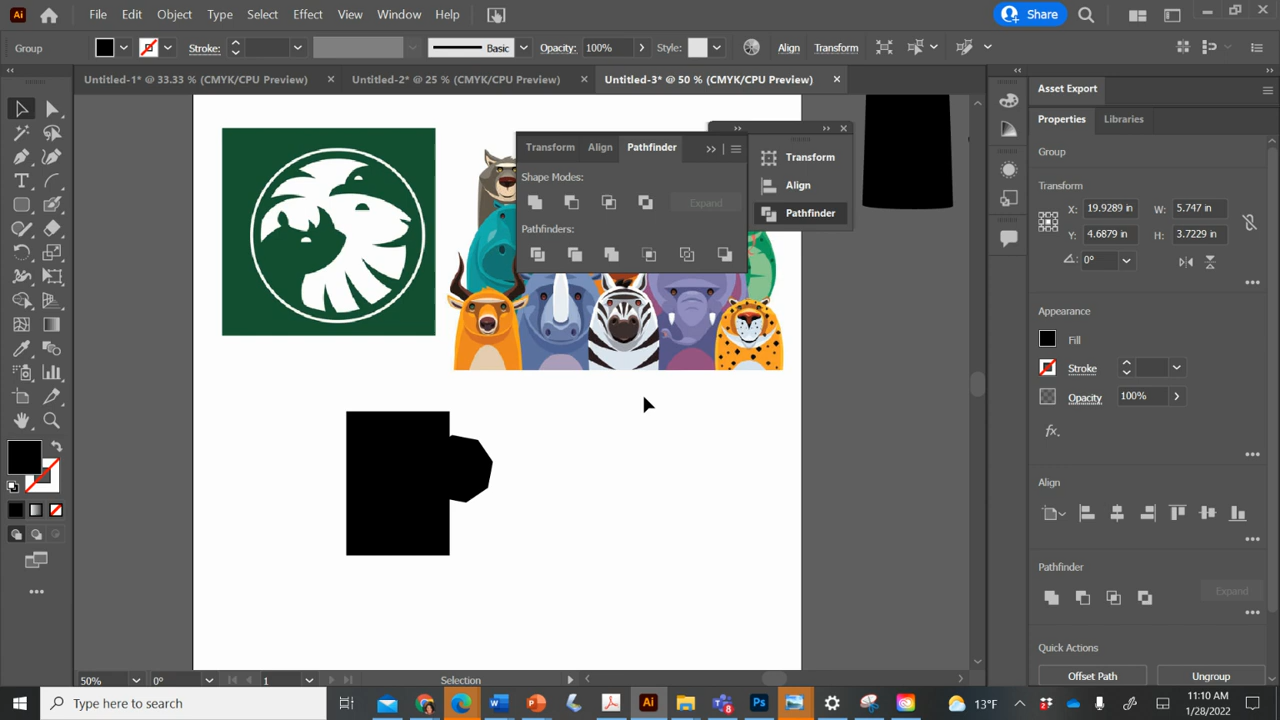 Ai File Edit Object Type Select Effect View Window Help Share
Group Stroke: Basic Opacity: 100% Style: Align Transform
Untitled-1* @ 33.33 % (CMYK/CPU Preview) × Untitled-2* @ 25 % (CMYK/CPU Preview) × Untitled-3* @ 50 % (CMYK/CPU Preview) ×
Transform Align Pathfinder
Shape Modes:
Expand
Pathfinders:
Transform
Align
Pathfinder
Asset Export
Properties Libraries
Group
Transform
X: 19.9289 in W: 5.747 in
Y: 4.6879 in H: 3.7229 in
0°
Appearance
Fill
Stroke
Opacity 100%
fx.
Align
Pathfinder
Expand
Quick Actions
Offset Path Ungroup
50% 0° 1 Selection
Type here to search
Ai Ps 8 13°F 11:10 AM
1/28/2022